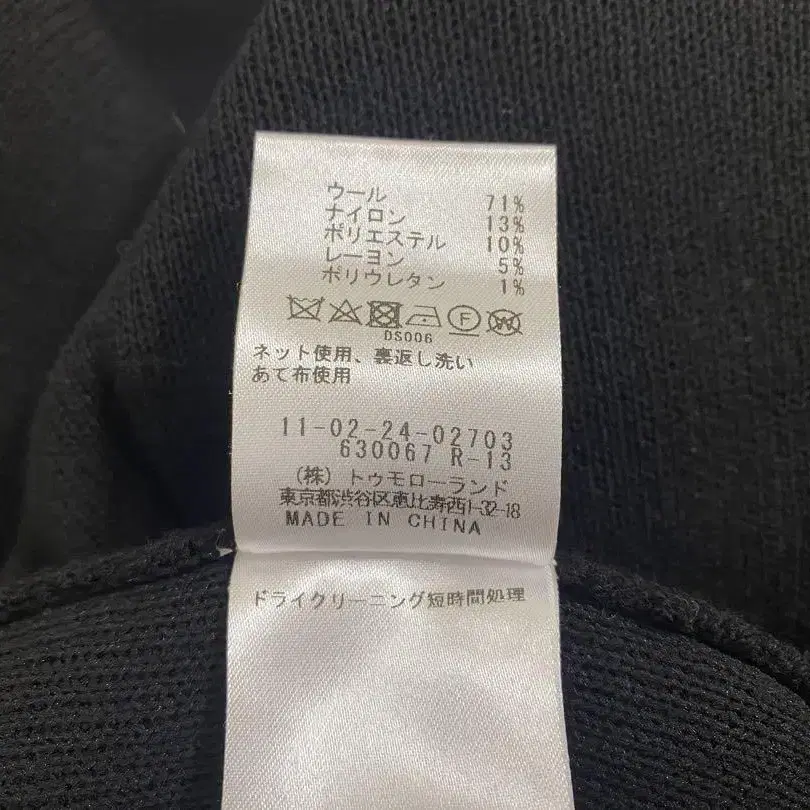 ウール 71%
ナイロン 13%
ポリエステル 10%
レーヨン 5%
ポリウレタン 1%
F W
DS006
ネット使用、裏返し洗い
あて布使用
11-02-24-02703
630067 R-13
(株) トゥモローランド
東京都渋谷区恵比寿西1-32-18
MADE IN CHINA
ドライクリーニング短時間処理